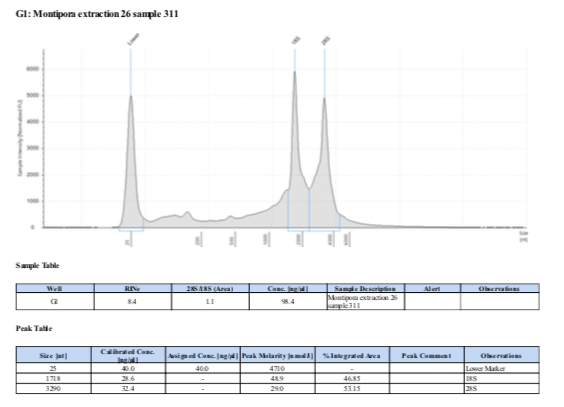 G1: Montipora extraction 26 sample 311
Lower
18S
28S
Sample Intensity [Normalized FU]
6000
5000
4000
3000
2000
1000
0
25
200
500
1000
2000
4000
6000
Size [nt]
Sample Table
Well RINe 28S/18S (Area) Conc. [ng/µl] Sample Description Alert Observations
G1 8.4 1.1 98.4 Montipora extraction 26 sample 311
Peak Table
Size [nt] Calibrated Conc. [ng/µl] Assigned Conc. [ng/µl] Peak Molarity [nmol/l] % Integrated Area Peak Comment Observations
25 40.0 40.0 4710 - Lower Marker
1718 28.6 - 48.9 46.85 18S
3290 32.4 - 29.0 53.15 28S